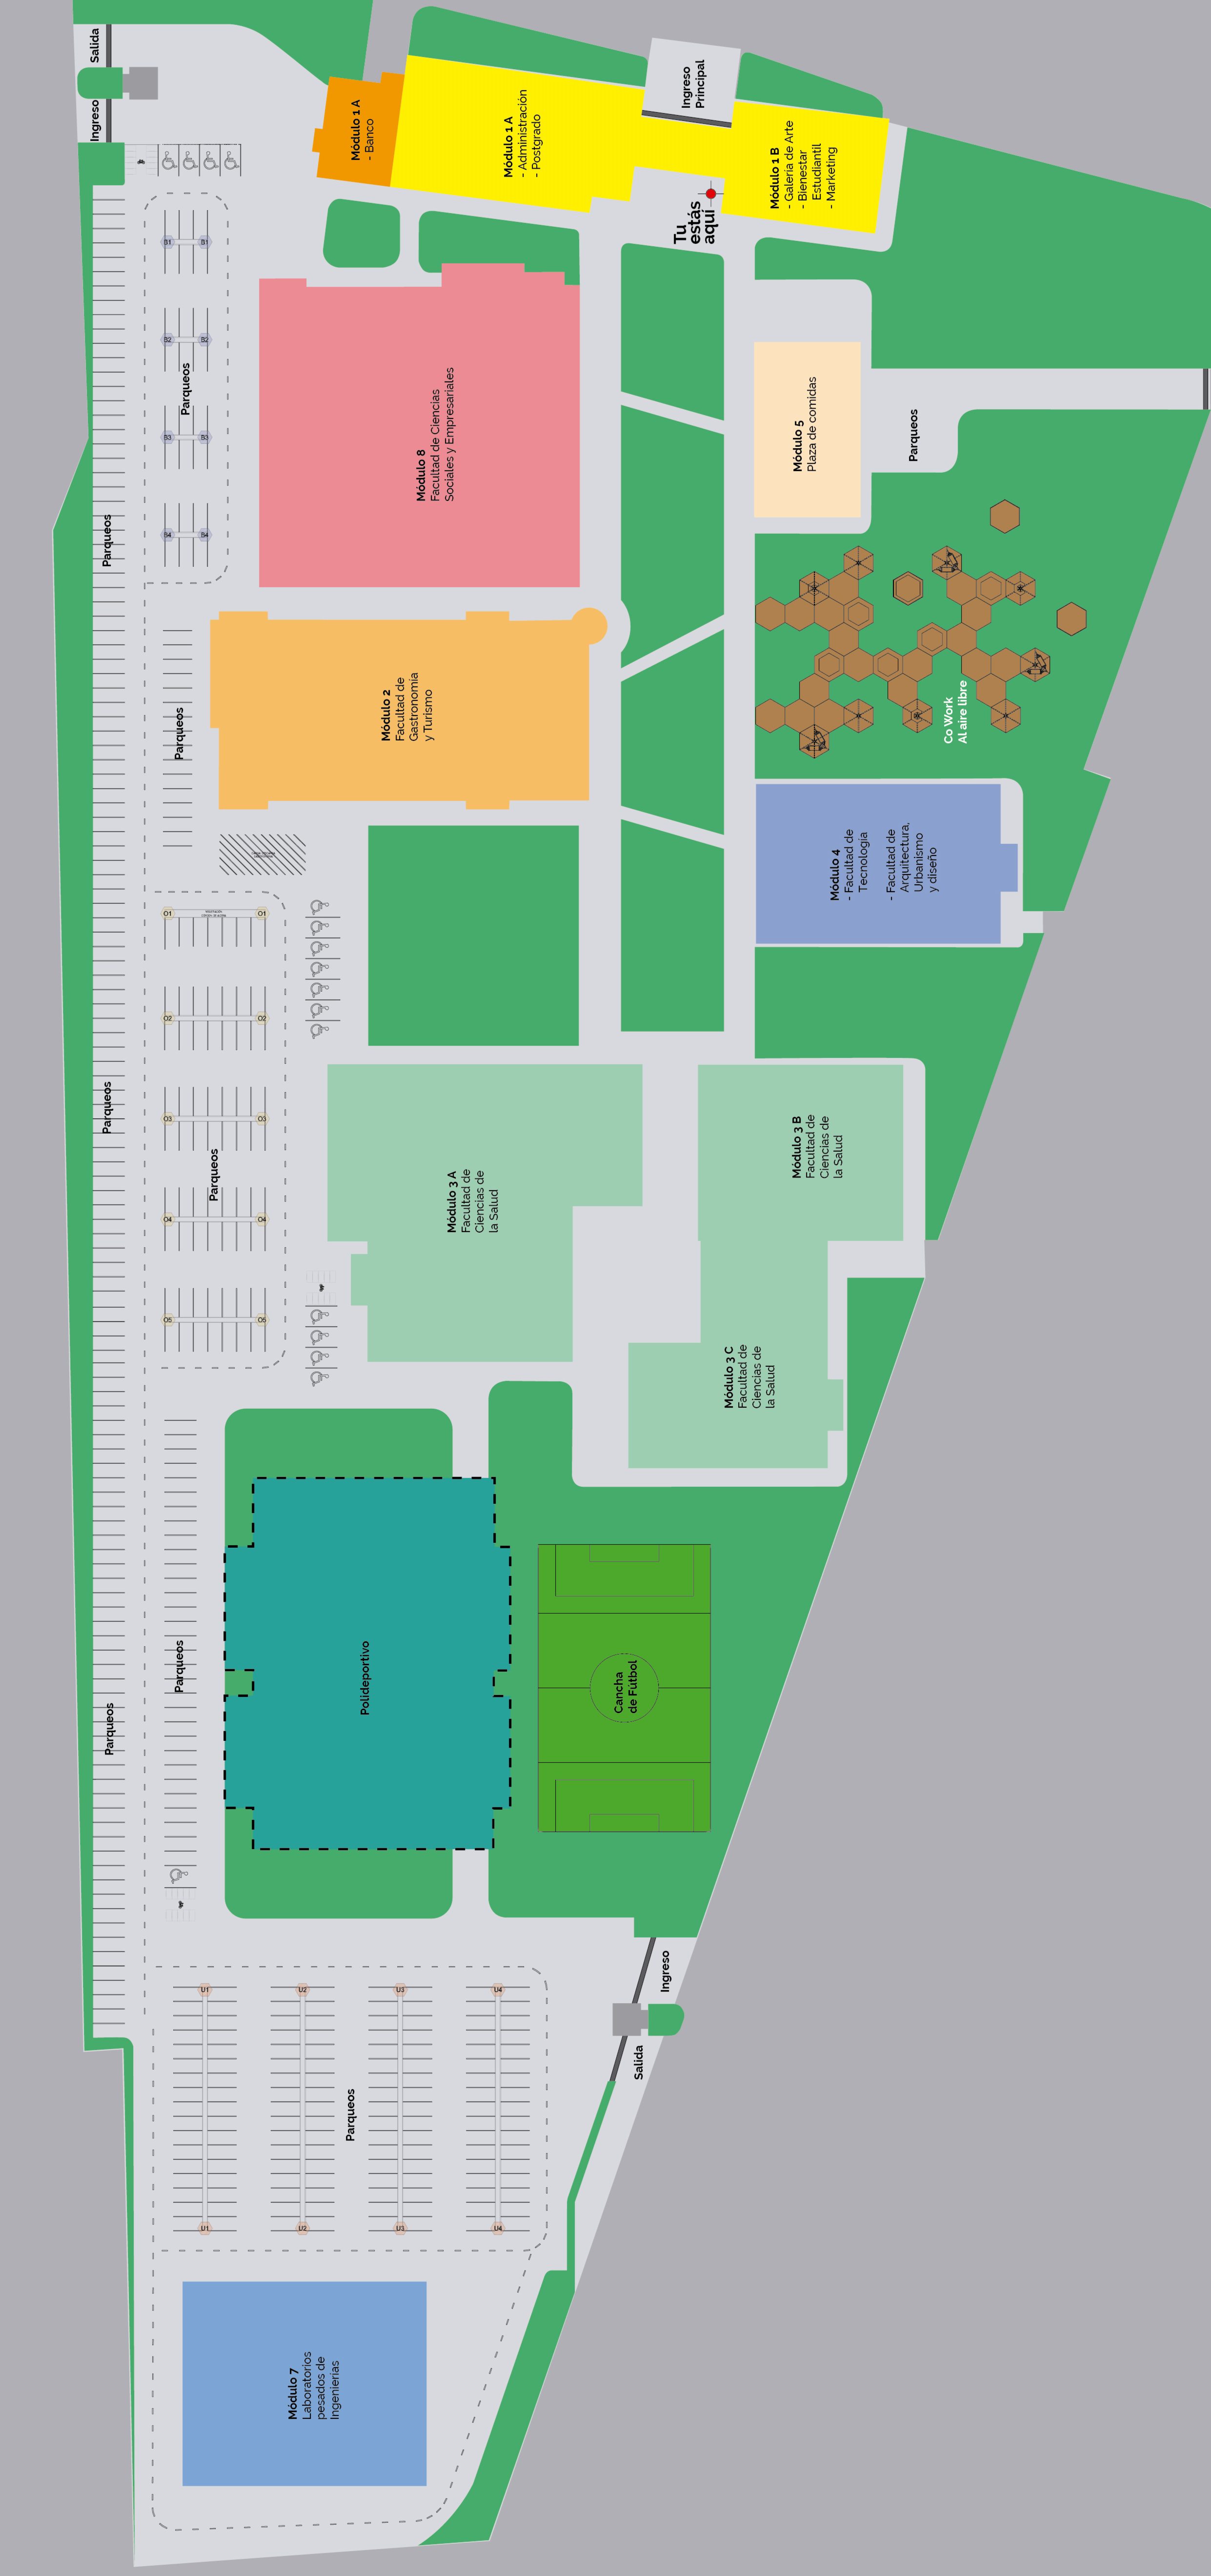 Salida
Ingreso
Módulo 1 A
- Banco
Módulo 1 A
- Administración
- Postgrado
Ingreso
Principal
Módulo 1 B
- Galería de Arte
- Bienestar
Estudiantil
- Marketing
Tu
estás
aquí
B1
B1
B2
B2
Parqueos
B3
B3
B4
B4
Parqueos
Módulo 8
Facultad de Ciencias
Sociales y Empresariales
Módulo 5
Plaza de comidas
Parqueos
Módulo 2
Facultad de
Gastronomía
y Turismo
Parqueos
Co Work
Al aire libre
Módulo 4
- Facultad de
Tecnología
- Facultad de
Arquitectura,
Urbanismo
y diseño
O1
O1
O2
O2
O3
O3
Parqueos
Parqueos
O4
O4
O5
O5
Módulo 3 A
Facultad de
Ciencias de
la Salud
Módulo 3 B
Facultad de
Ciencias de
la Salud
Módulo 3 C
Facultad de
Ciencias de
la Salud
Parqueos
Parqueos
Polideportivo
Cancha
de Fútbol
Ingreso
Salida
U1
U2
U3
U4
Parqueos
U1
U2
U3
U4
Módulo 7
Laboratorios
pesados de
Ingenierías